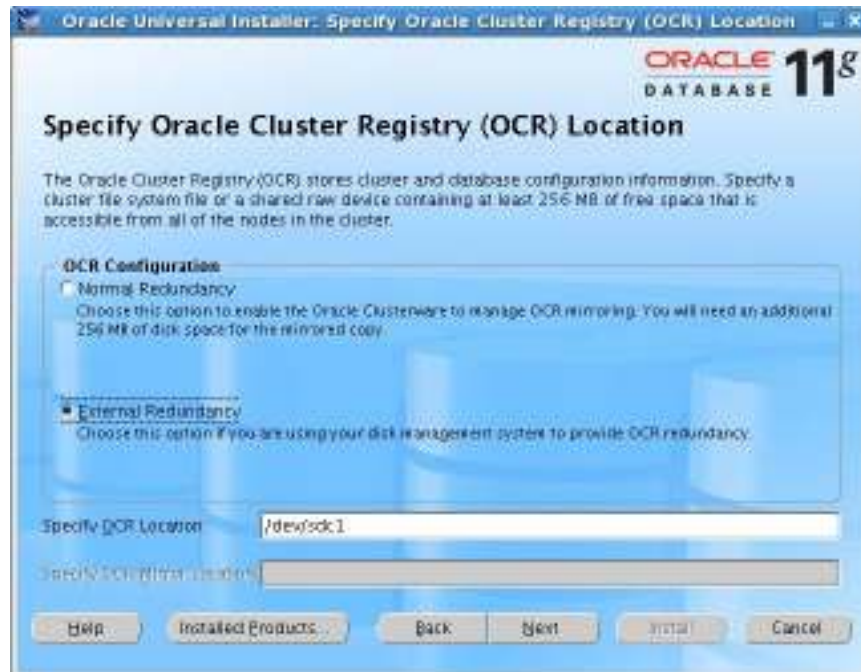 Oracle Universal Installer: Specify Oracle Cluster Registry (OCR) Location
ORACLE
DATABASE
11g
Specify Oracle Cluster Registry (OCR) Location
The Oracle Cluster Registry (OCR) stores cluster and database configuration information. Specify a
cluster file system file or a shared raw device containing at least 256 MB of free space that is
accessible from all of the nodes in the cluster.
OCR Configuration
Normal Redundancy
Choose this option to enable the Oracle Clusterware to manage OCR mirroring. You will need an additional
256 MB of disk space for the mirrored copy.
External Redundancy
Choose this option if you are using your disk management system to provide OCR redundancy.
Specify OCR Location
/dev/sdc1
Specify OCR Mirror Location
Help
Installed Products...
Back
Next
Install
Cancel